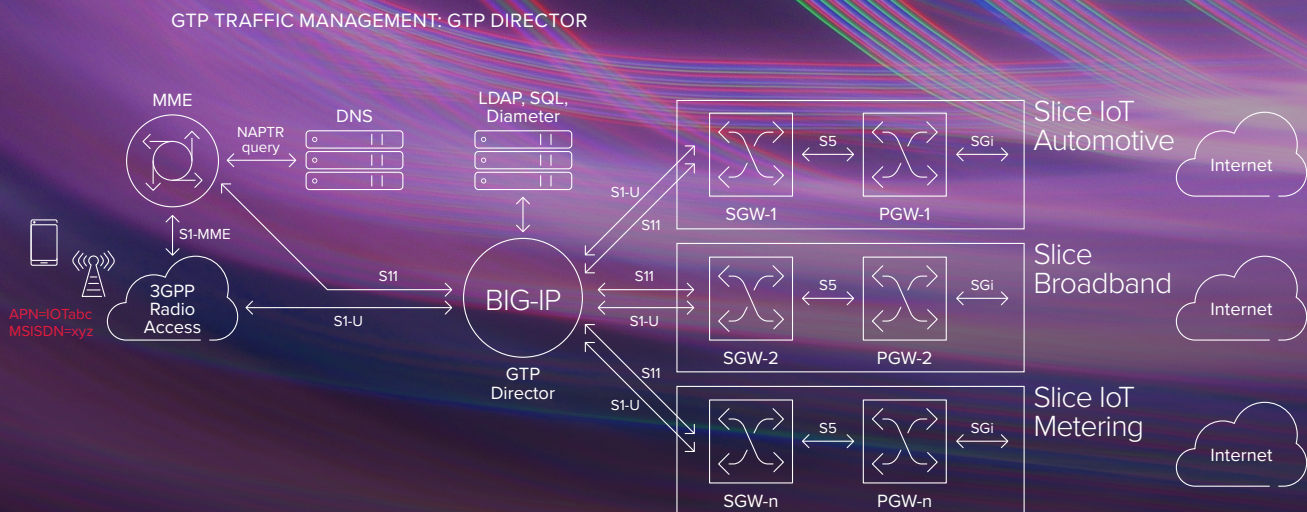 GTP TRAFFIC MANAGEMENT: GTP DIRECTOR
MME
NAPTR
query
DNS
LDAP, SQL,
Diameter
S1-MME
3GPP
Radio
Access
APN=IOTabc
MSISDN=xyz
S11
S1-U
BIG-IP
GTP
Director
S1-U
S11
S11
S1-U
S11
S1-U
S5
SGi
SGW-1
PGW-1
Slice IoT
Automotive
Internet
S5
SGi
SGW-2
PGW-2
Slice
Broadband
Internet
S5
SGi
SGW-n
PGW-n
Slice IoT
Metering
Internet